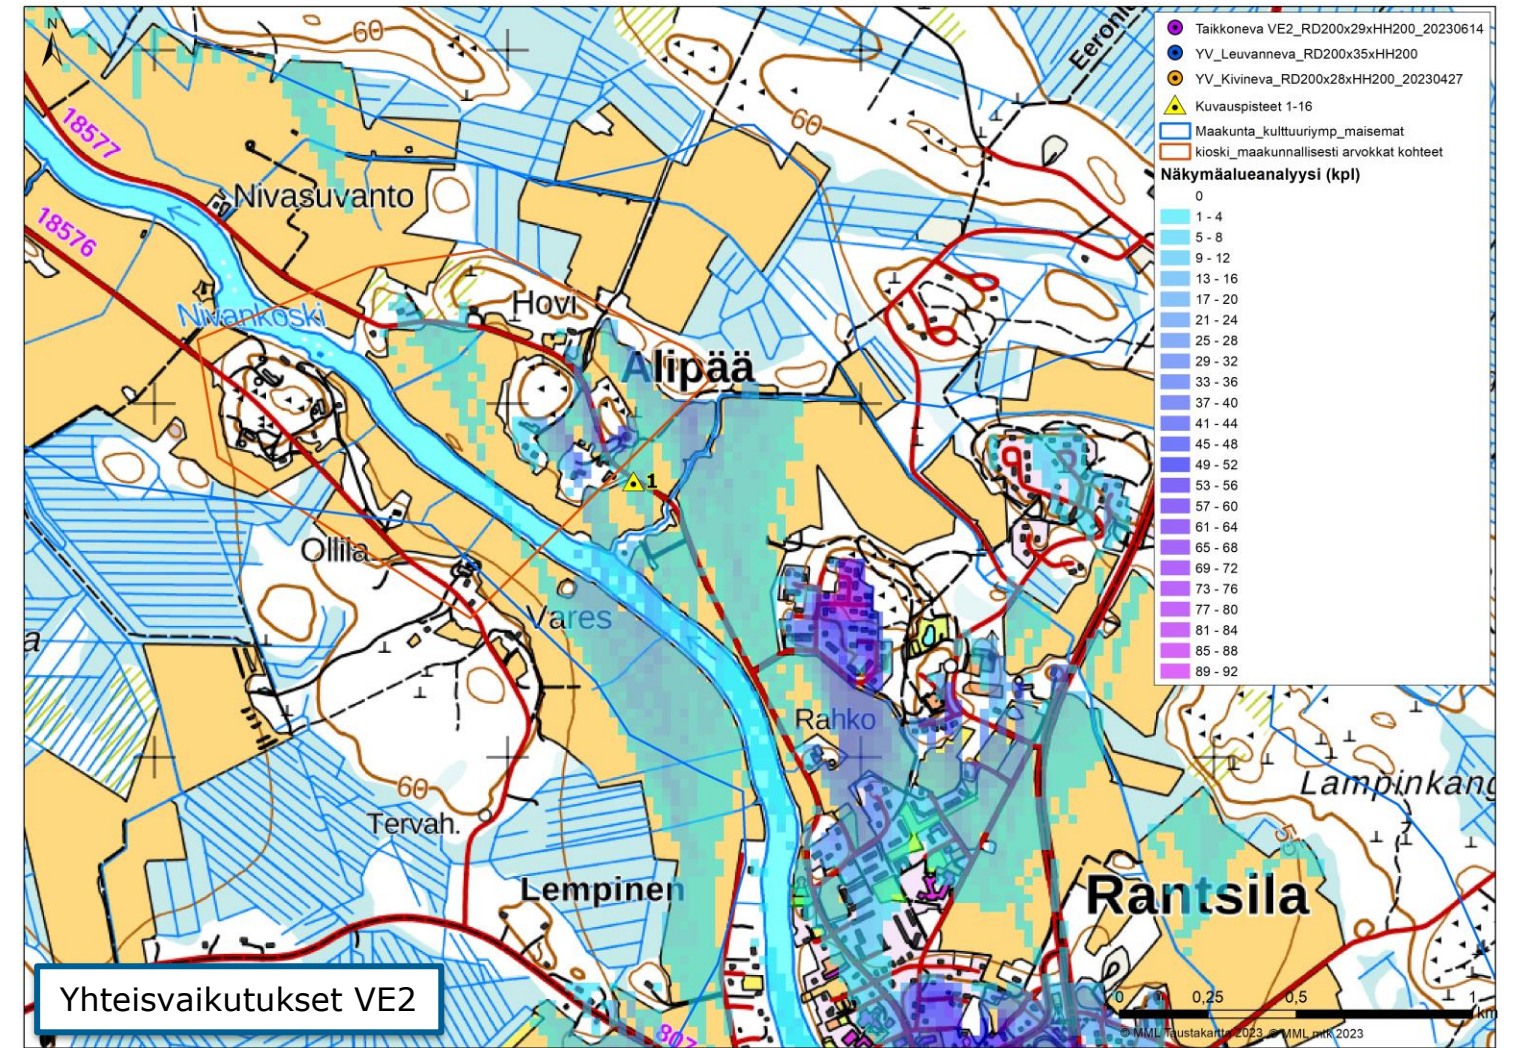 N
60
Eeronl
60
18577
Nivasuvanto
18576
Nivankoski
Hovi
Alipää
1
Ollila
Vares
a
Rahko
60
Tervah.
Lempinen
Lampinkang
Rantsila
807
Taikkoneva VE2_RD200x29xHH200_20230614
YV_Leuvanneva_RD200x35xHH200
YV_Kivineva_RD200x28xHH200_20230427
Kuvauspisteet 1-16
Maakunta_kulttuuriymp_maisemat
kioski_maakunnallisesti arvokkat kohteet
Näkymäalueanalyysi (kpl)
0
1 - 4
5 - 8
9 - 12
13 - 16
17 - 20
21 - 24
25 - 28
29 - 32
33 - 36
37 - 40
41 - 44
45 - 48
49 - 52
53 - 56
57 - 60
61 - 64
65 - 68
69 - 72
73 - 76
77 - 80
81 - 84
85 - 88
89 - 92
Yhteisvaikutukset VE2
0 0,25 0,5 1
km
© MML Taustakartta 2023, © MML mtk 2023